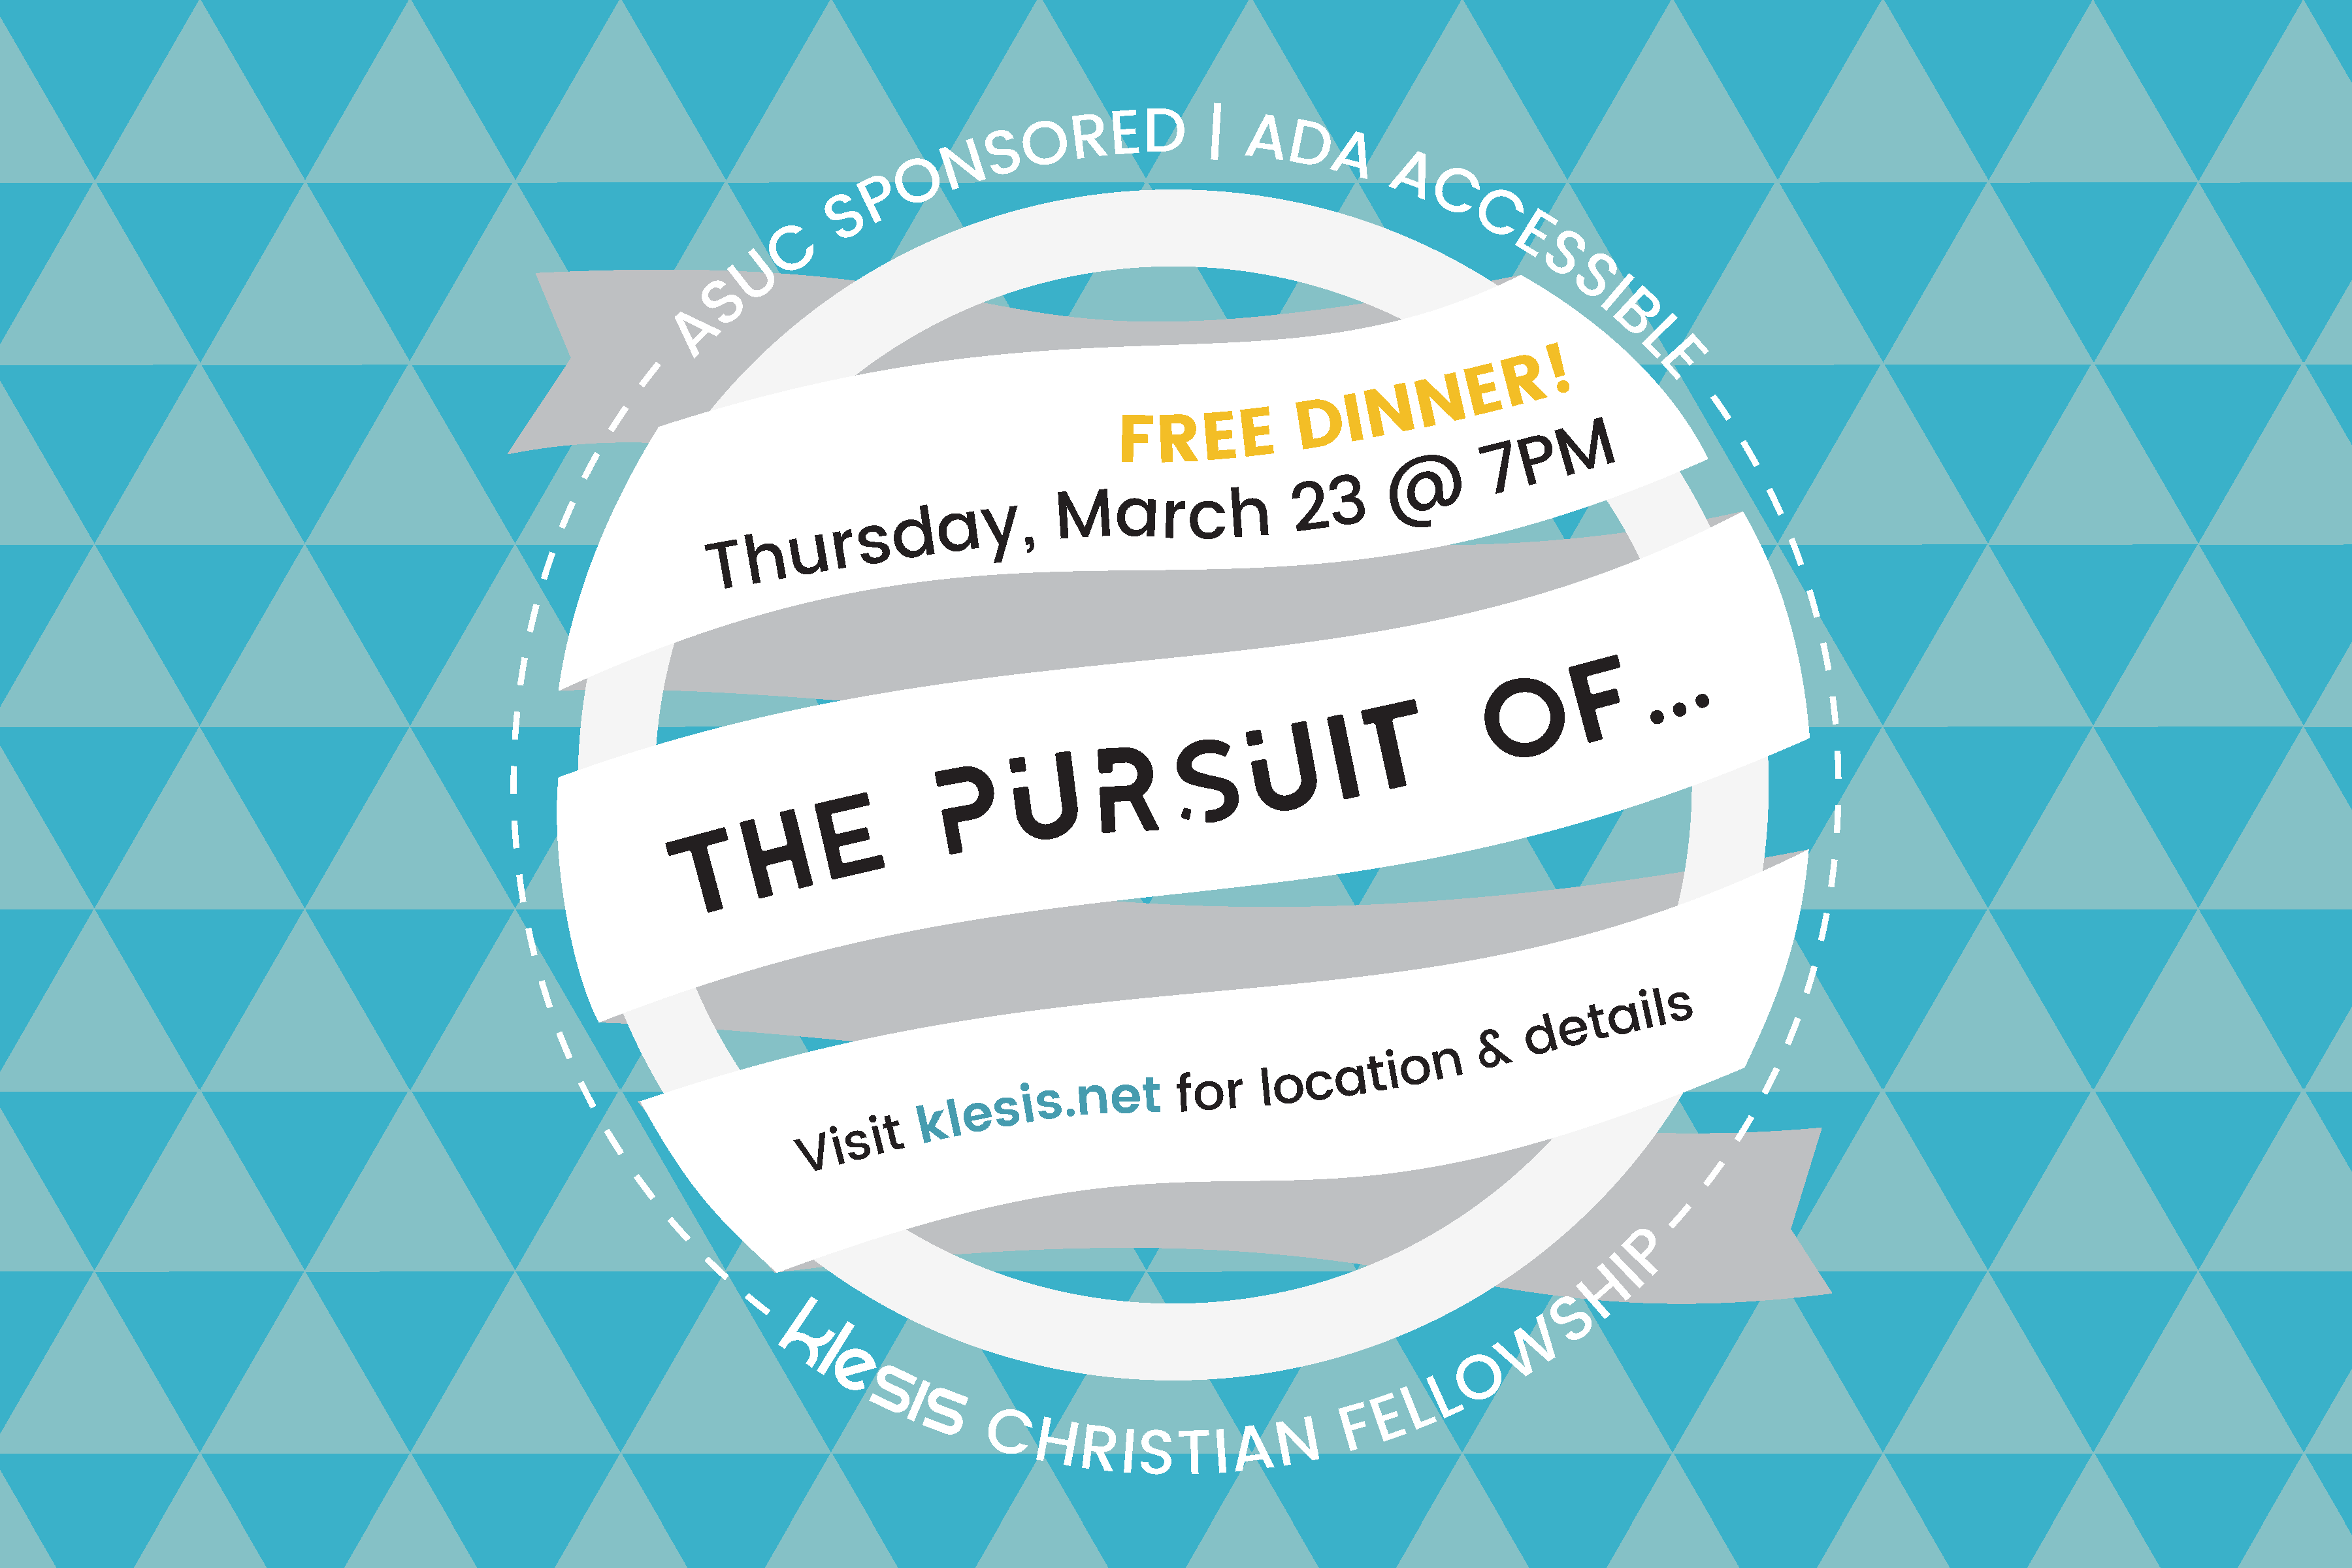 ASUC SPONSORED | ADA ACCESSIBLE
FREE DINNER!
Thursday, March 23 @ 7PM
THE PURSUIT OF...
Visit klesis.net for location & details
klesis CHRISTIAN FELLOWSHIP